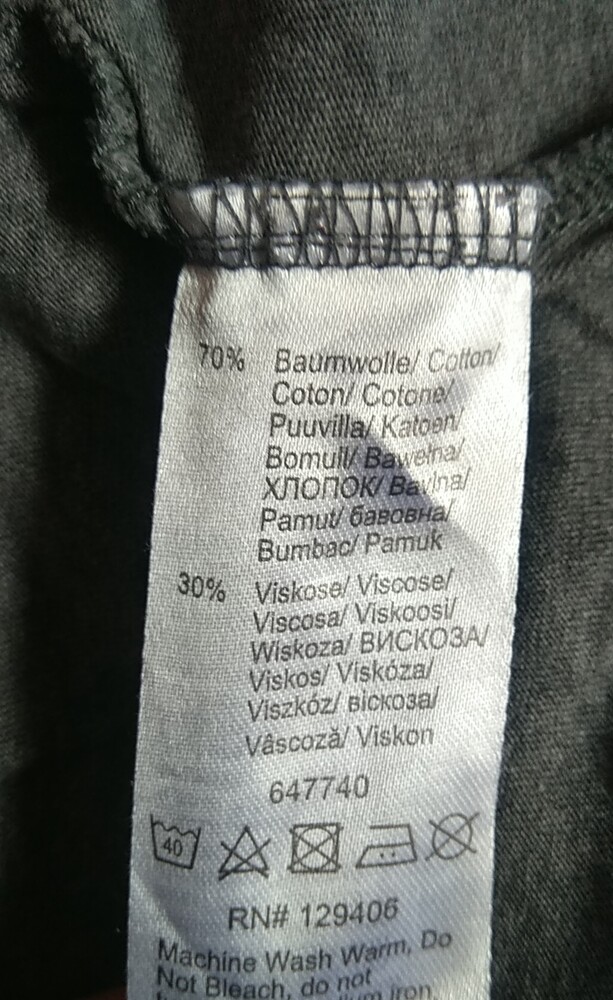 70% Baumwolle/ Cotton/
Coton/ Cotone/
Puuvilla/ Katoen/
Bomull/ Bawełna/
ХЛОПОК/ Bavlna/
Pamut/ бавовна/
Bumbac/ Pamuk
30% Viskose/ Viscose/
Viscosa/ Viskoosi/
Wiskoza/ ВИСКОЗА/
Viskos/ Viskóza/
Viszkóz/ віскоза/
Vâscoză/ Viskon
647740
40
RN# 129406
Machine Wash Warm, Do
Not Bleach, do not
iron